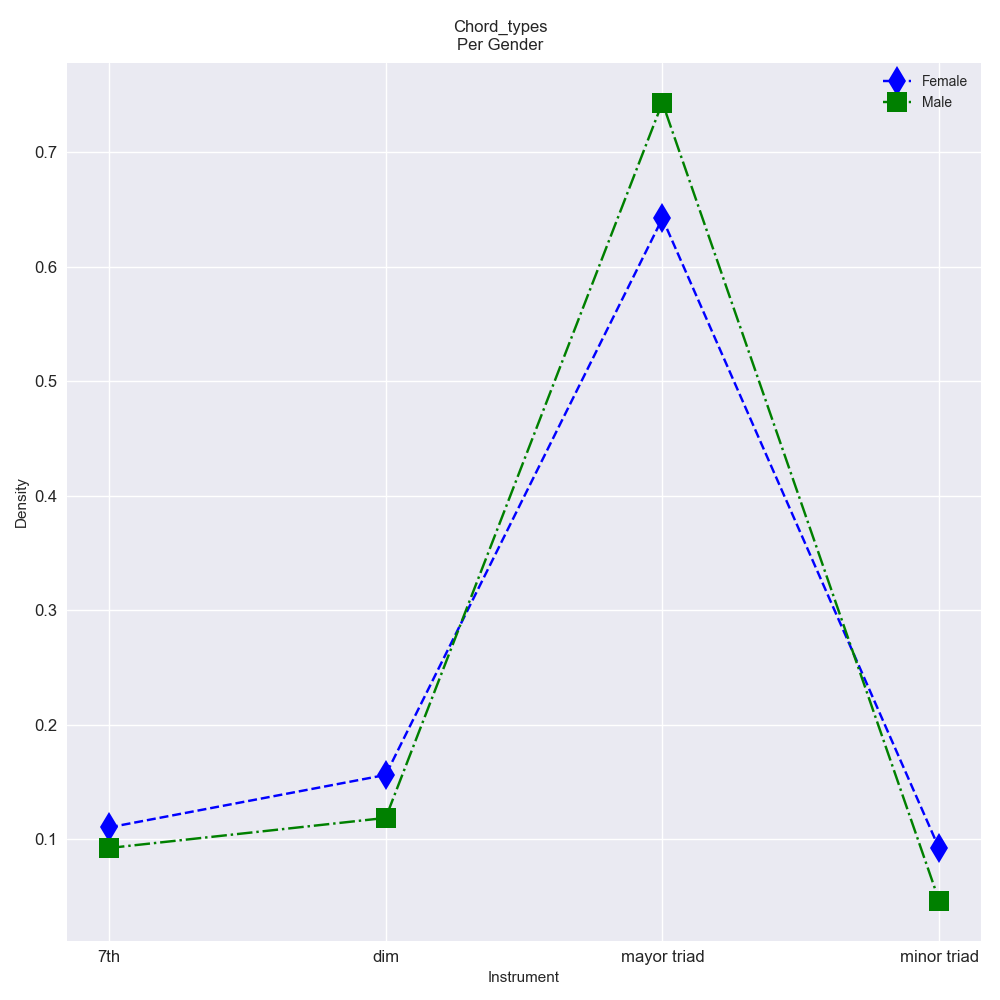 Chord_types
Per Gender
Female
Male
0.7
0.6
0.5
0.4
0.3
0.2
0.1
Density
7th dim mayor triad minor triad
Instrument